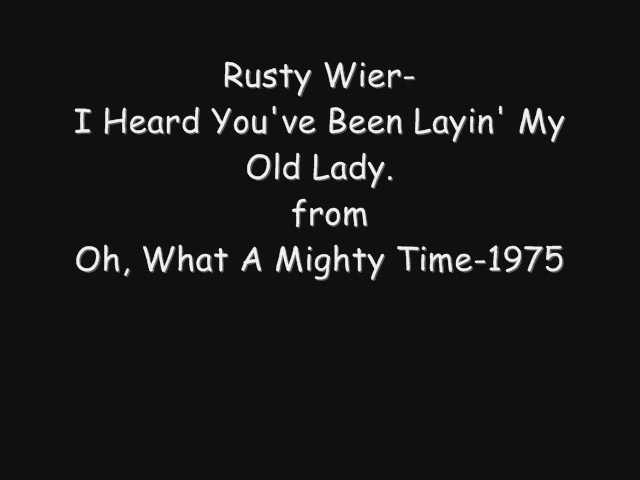 Rusty Wier-
I Heard You've Been Layin' My
Old Lady.
from
Oh, What A Mighty Time-1975